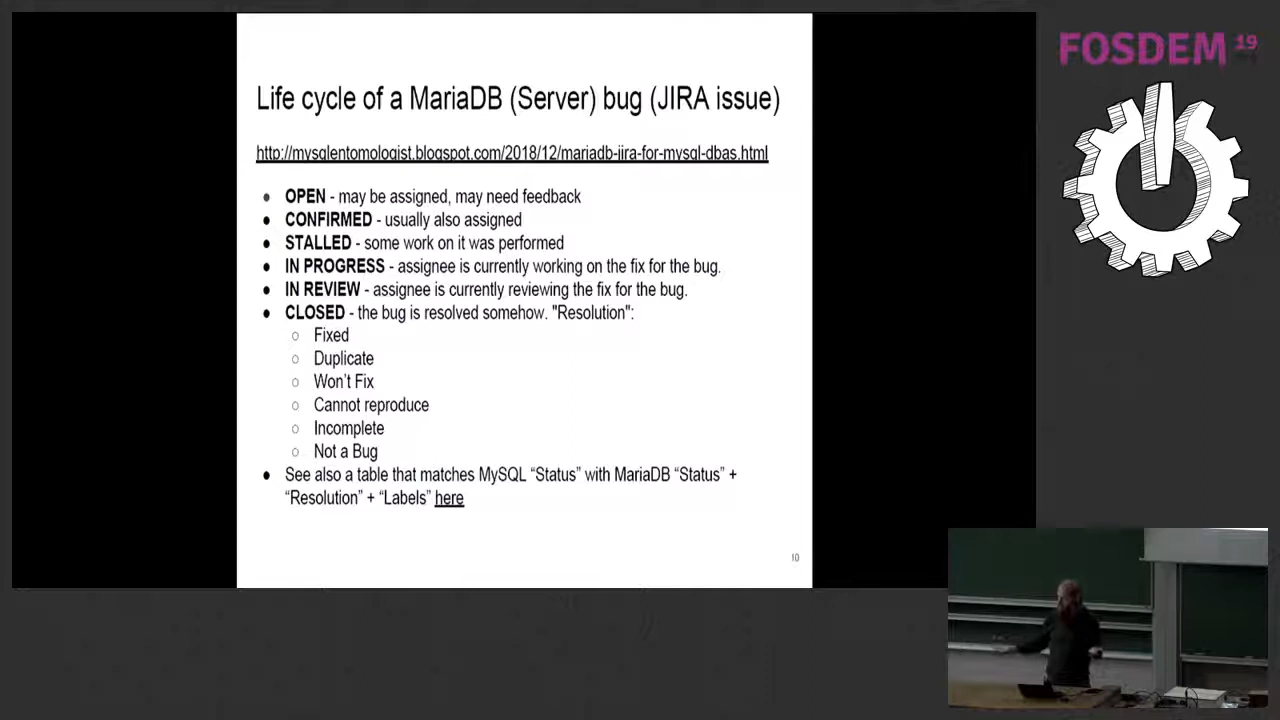 FOSDEM 19
Life cycle of a MariaDB (Server) bug (JIRA issue)
http://mysqlentomologist.blogspot.com/2018/12/mariadb-jira-for-mysql-dbas.html
● OPEN - may be assigned, may need feedback
● CONFIRMED - usually also assigned
● STALLED - some work on it was performed
● IN PROGRESS - assignee is currently working on the fix for the bug.
● IN REVIEW - assignee is currently reviewing the fix for the bug.
● CLOSED - the bug is resolved somehow. "Resolution":
○ Fixed
○ Duplicate
○ Won’t Fix
○ Cannot reproduce
○ Incomplete
○ Not a Bug
● See also a table that matches MySQL “Status” with MariaDB “Status” +
“Resolution” + “Labels” here
10